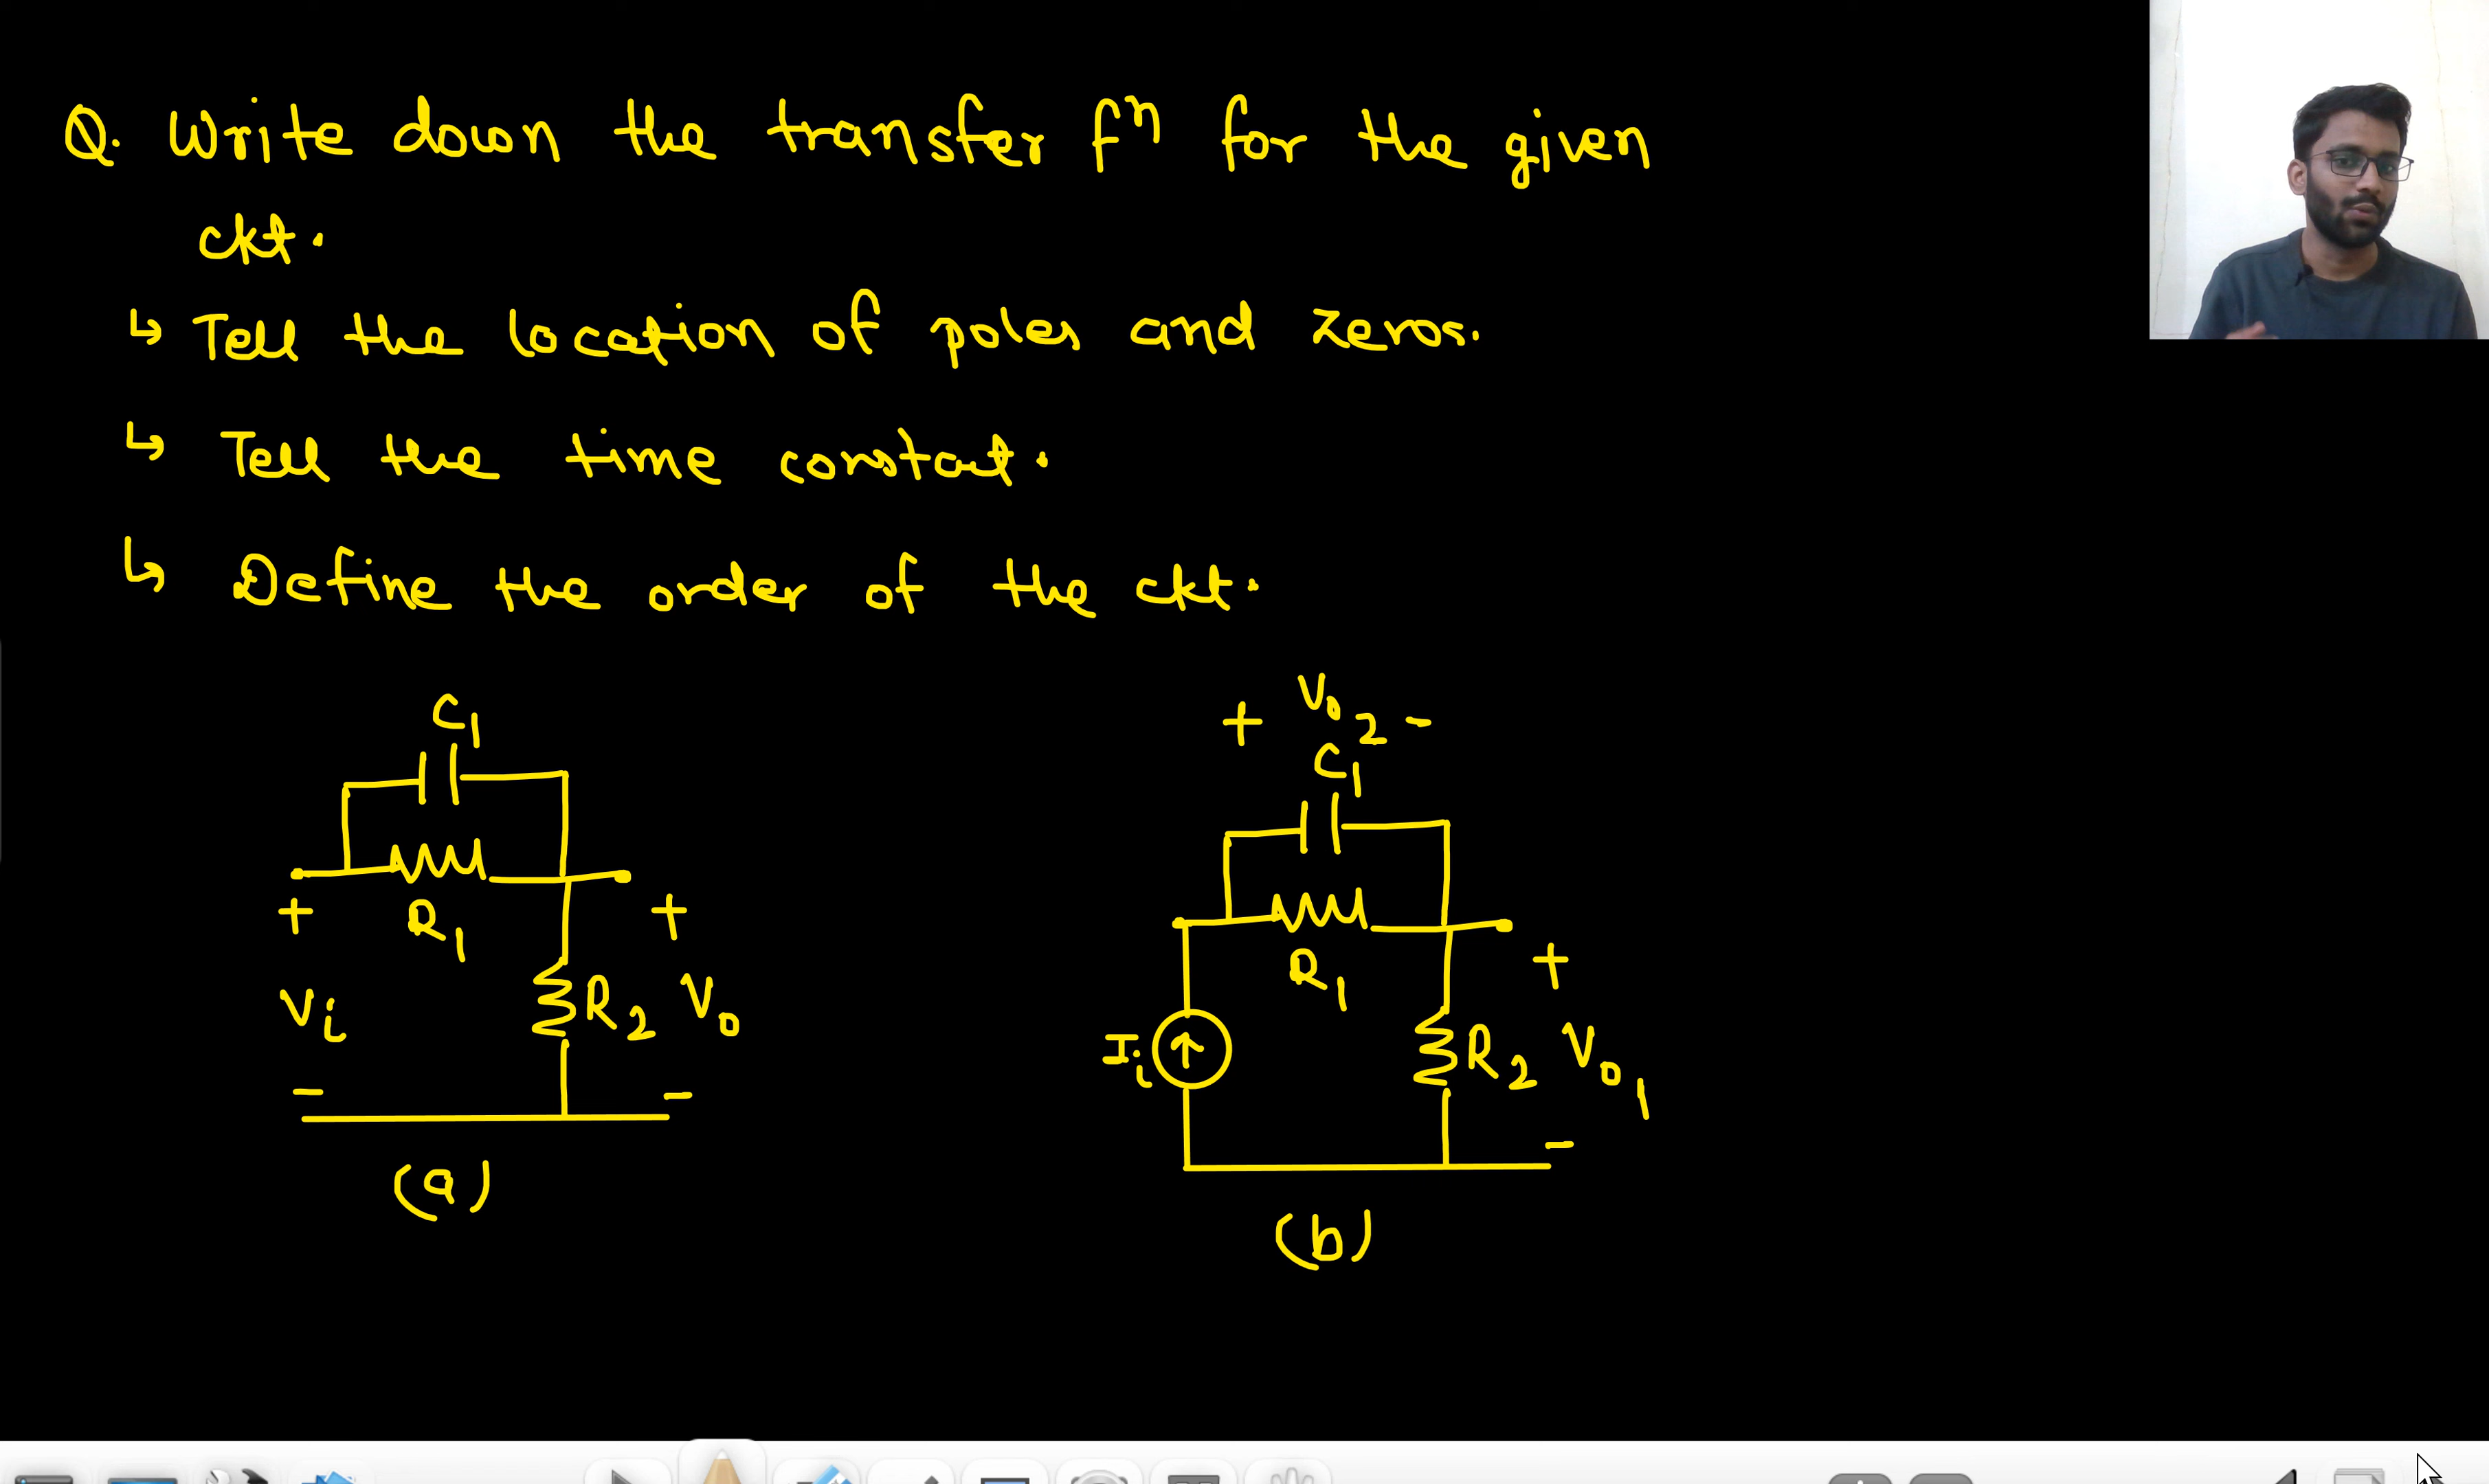 Q. Write down the transfer fⁿ for the given
ckt.
↳ Tell the location of poles and zeros.
↳ Tell the time constant.
↳ Define the order of the ckt.
C1
R1
+ Vi -
R2
+ Vo -
(a)
+ Vo2 -
C1
R1
Ii
R2
+ Vo1 -
(b)